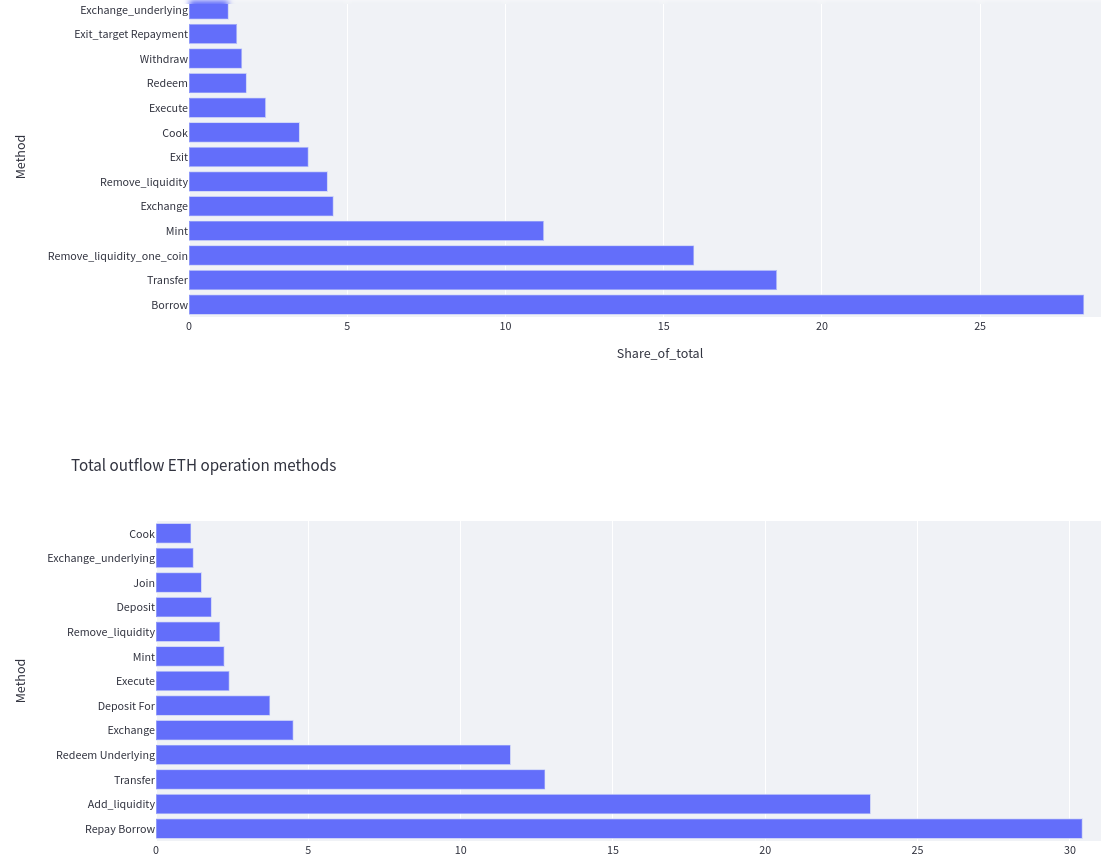 Exchange_underlying
Exit_target Repayment
Withdraw
Redeem
Execute
Cook
Exit
Remove_liquidity
Exchange
Mint
Remove_liquidity_one_coin
Transfer
Borrow
Method
0 5 10 15 20 25
Share_of_total
Total outflow ETH operation methods
Cook
Exchange_underlying
Join
Deposit
Remove_liquidity
Mint
Execute
Deposit For
Exchange
Redeem Underlying
Transfer
Add_liquidity
Repay Borrow
Method
0 5 10 15 20 25 30